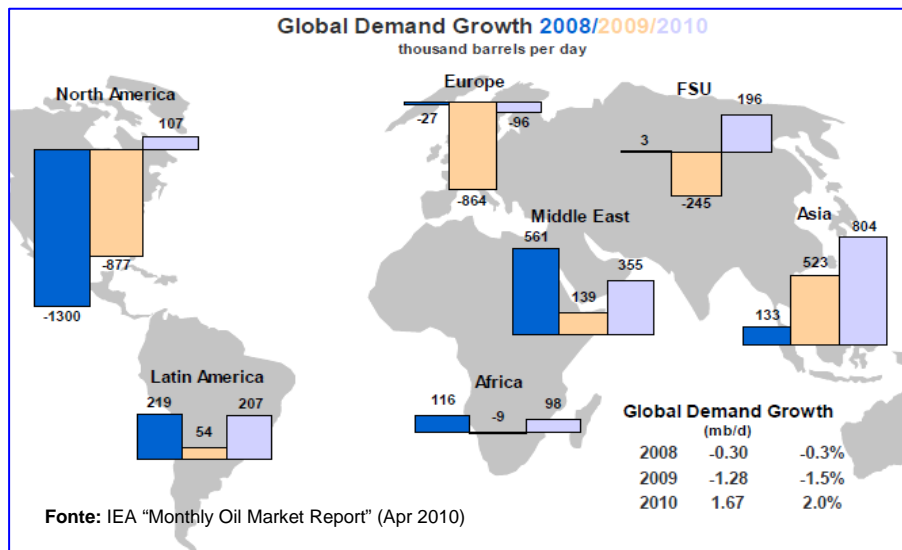 Global Demand Growth 2008/2009/2010
thousand barrels per day
North America
107
-877
-1300
Europe
-27
-96
-864
FSU
3
196
-245
Middle East
561
139
355
Asia
804
523
133
Latin America
219
54
207
Africa
116
-9
98
Global Demand Growth
(mb/d)
2008 -0.30 -0.3%
2009 -1.28 -1.5%
2010 1.67 2.0%
Fonte: IEA “Monthly Oil Market Report” (Apr 2010)